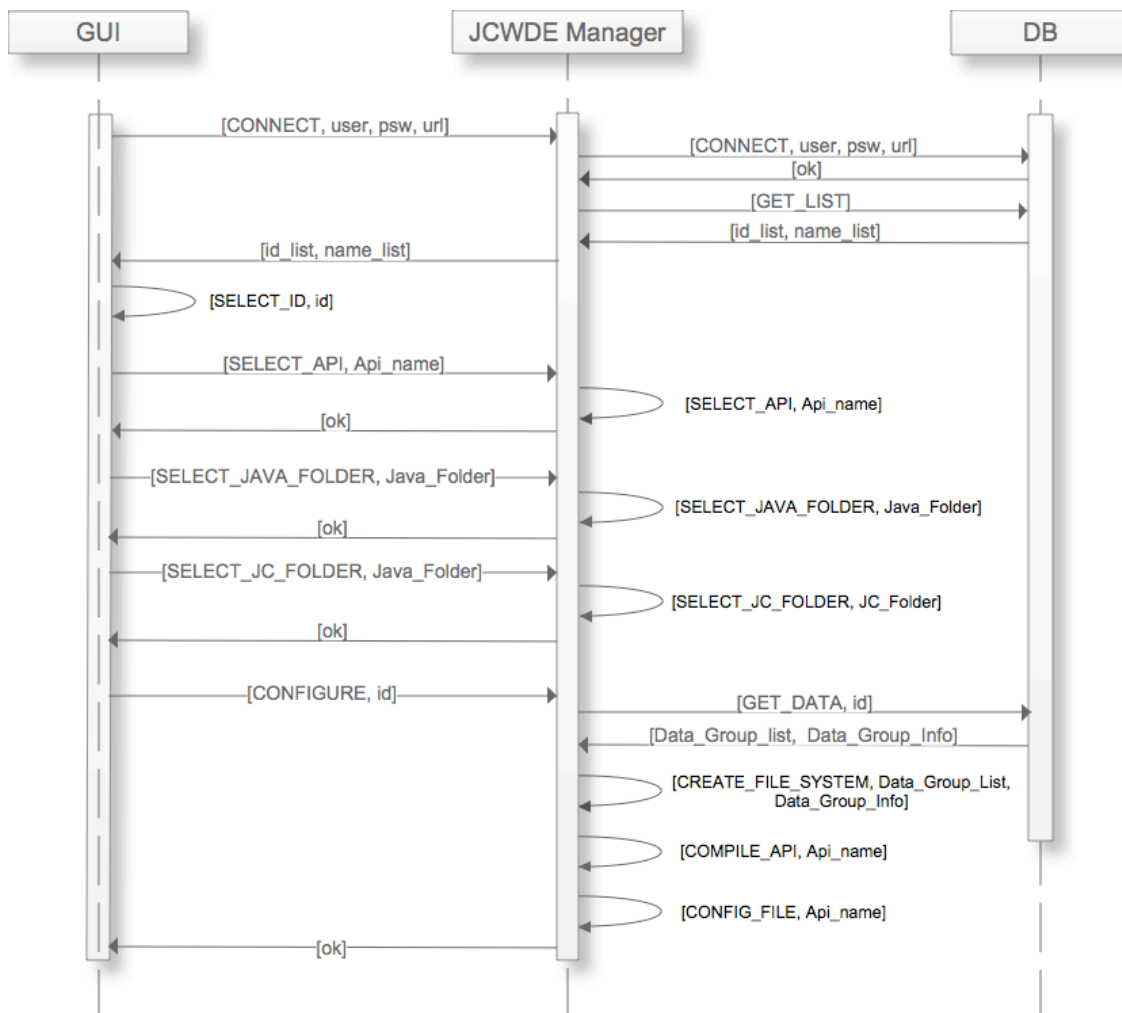 GUI
JCWDE Manager
DB
[CONNECT, user, psw, url]
[CONNECT, user, psw, url]
[ok]
[GET_LIST]
[id_list, name_list]
[id_list, name_list]
[SELECT_ID, id]
[SELECT_API, Api_name]
[SELECT_API, Api_name]
[ok]
[SELECT_JAVA_FOLDER, Java_Folder]
[SELECT_JAVA_FOLDER, Java_Folder]
[ok]
[SELECT_JC_FOLDER, Java_Folder]
[SELECT_JC_FOLDER, JC_Folder]
[ok]
[CONFIGURE, id]
[GET_DATA, id]
[Data_Group_list, Data_Group_Info]
[CREATE_FILE_SYSTEM, Data_Group_List,
Data_Group_Info]
[COMPILE_API, Api_name]
[CONFIG_FILE, Api_name]
[ok]